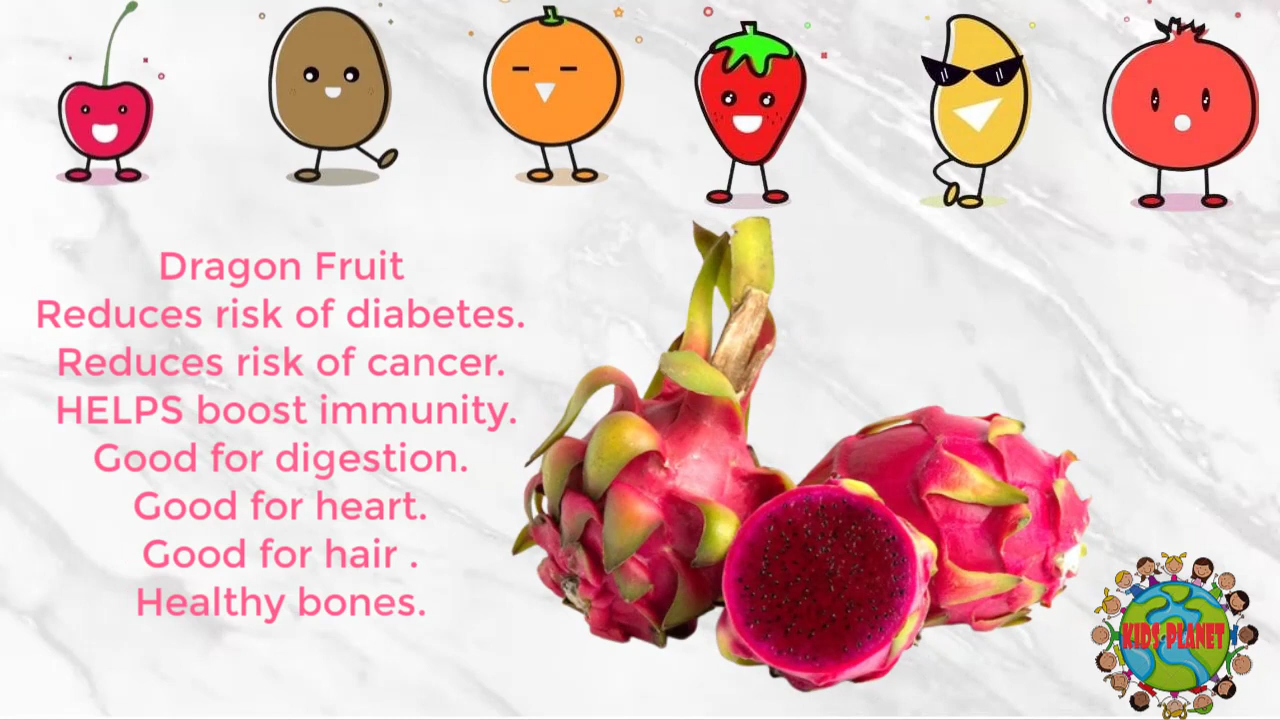 Dragon Fruit
Reduces risk of diabetes.
Reduces risk of cancer.
HELPS boost immunity.
Good for digestion.
Good for heart.
Good for hair .
Healthy bones.
KIDS PLANET